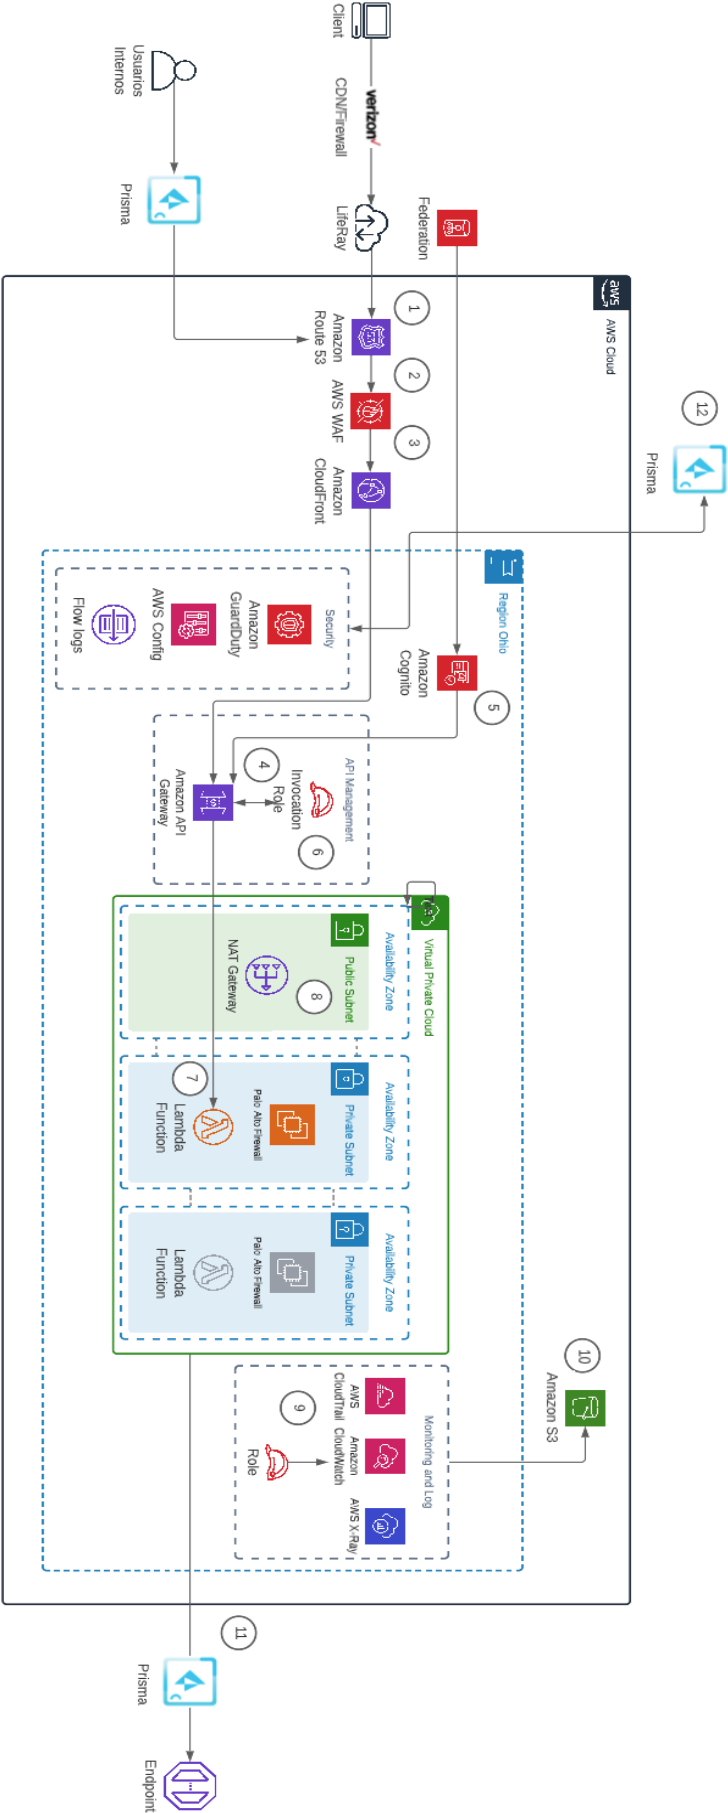 Client
verizon✓
CDN/Firewall
LifeRay
Usuarios
Internos
Prisma
Federation
aws
AWS Cloud
1
Amazon
Route 53
2
AWS WAF
3
Amazon
CloudFront
12
Prisma
Region Ohio
Security
Amazon
GuardDuty
AWS Config
Flow logs
Amazon
Cognito
5
API Management
4
Invocation
Role
6
Amazon API
Gateway
Virtual Private Cloud
Availability Zone
Public Subnet
8
NAT Gateway
Availability Zone
Private Subnet
Palo Alto Firewall
7
Lambda
Function
Availability Zone
Private Subnet
Palo Alto Firewall
Lambda
Function
10
Amazon S3
Monitoring and Log
AWS
CloudTrail
Amazon
CloudWatch
AWS X-Ray
9
Role
11
Prisma
Endpoint